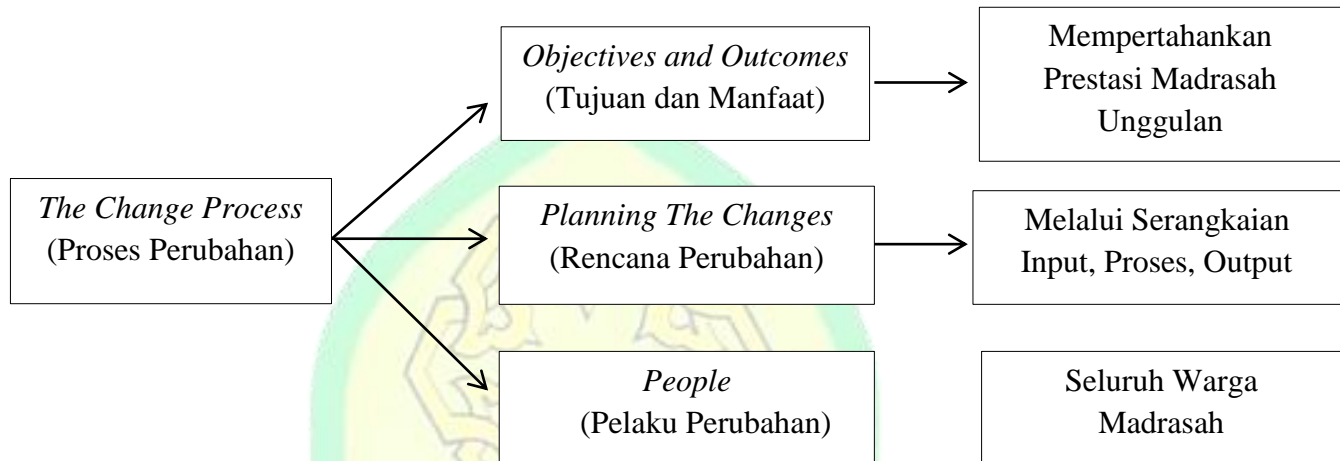 The Change Process
(Proses Perubahan)
Objectives and Outcomes
(Tujuan dan Manfaat)
Mempertahankan
Prestasi Madrasah
Unggulan
Planning The Changes
(Rencana Perubahan)
Melalui Serangkaian
Input, Proses, Output
People
(Pelaku Perubahan)
Seluruh Warga
Madrasah